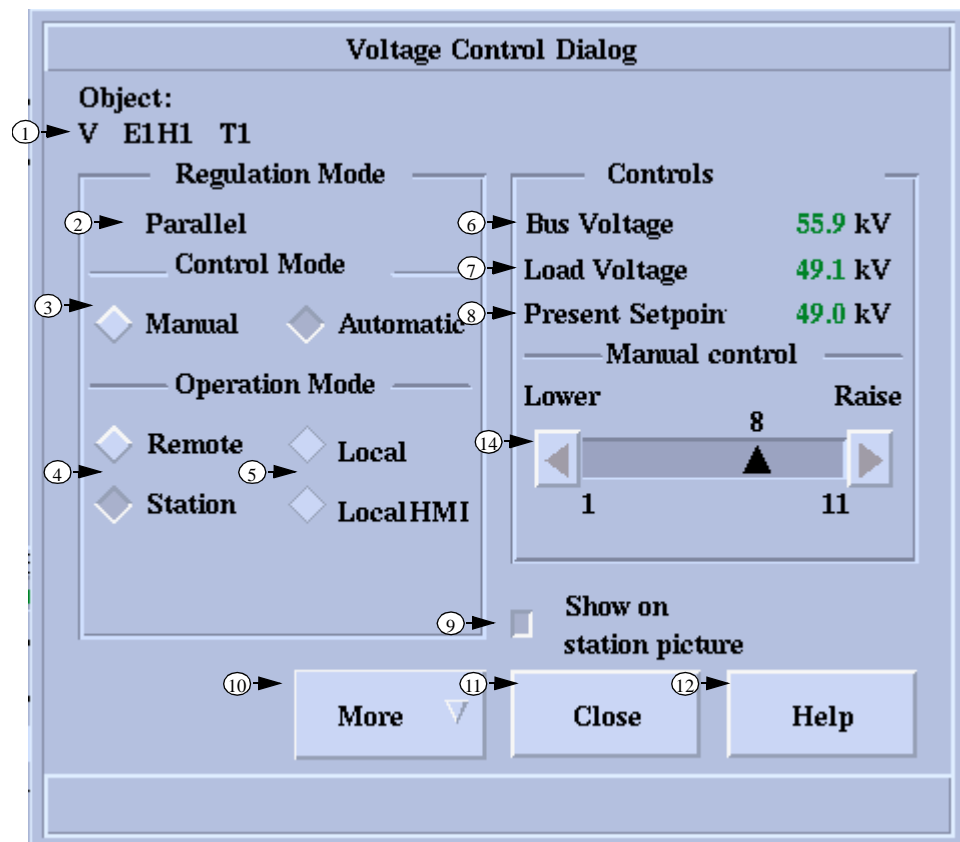 Voltage Control Dialog
Object:
1 V E1H1 T1
Regulation Mode
2 Parallel
Control Mode
3 Manual Automatic
Operation Mode
4 Remote 5 Local
Station LocalHMI
Controls
6 Bus Voltage 55.9 kV
7 Load Voltage 49.1 kV
8 Present Setpoin 49.0 kV
Manual control
Lower Raise
8
14
1 11
9 Show on
station picture
10 More 11 Close 12 Help